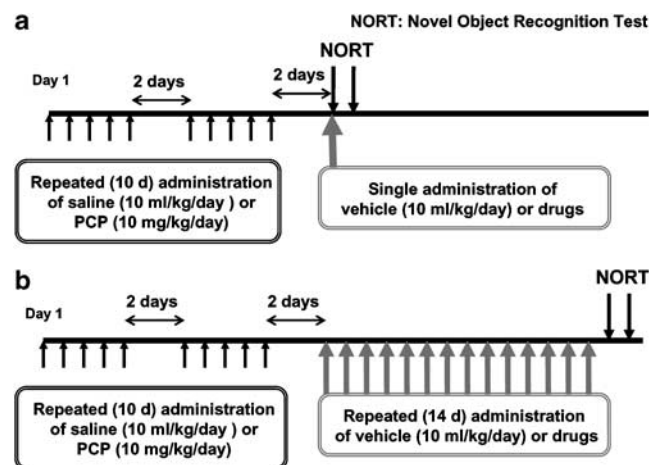 a
NORT: Novel Object Recognition Test
NORT
Day 1
2 days
2 days
Repeated (10 d) administration
of saline (10 ml/kg/day ) or
PCP (10 mg/kg/day)
Single administration of
vehicle (10 ml/kg/day) or drugs
b
NORT
Day 1
2 days
2 days
Repeated (10 d) administration
of saline (10 ml/kg/day ) or
PCP (10 mg/kg/day)
Repeated (14 d) administration
of vehicle (10 ml/kg/day) or drugs